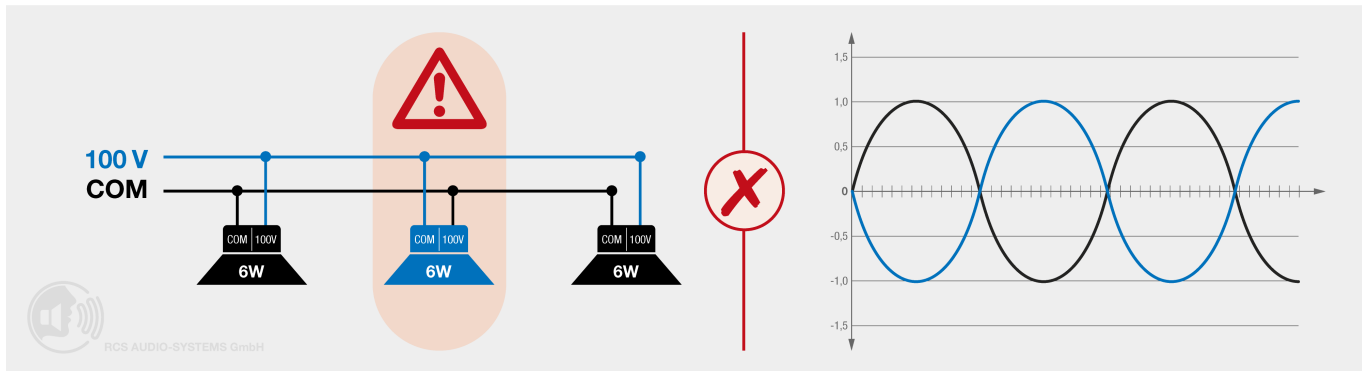 100 V
COM
COM 100V
6W
COM 100V
6W
COM 100V
6W
RCS AUDIO-SYSTEMS GmbH
1,5
1,0
0,5
0
-0,5
-1,0
-1,5